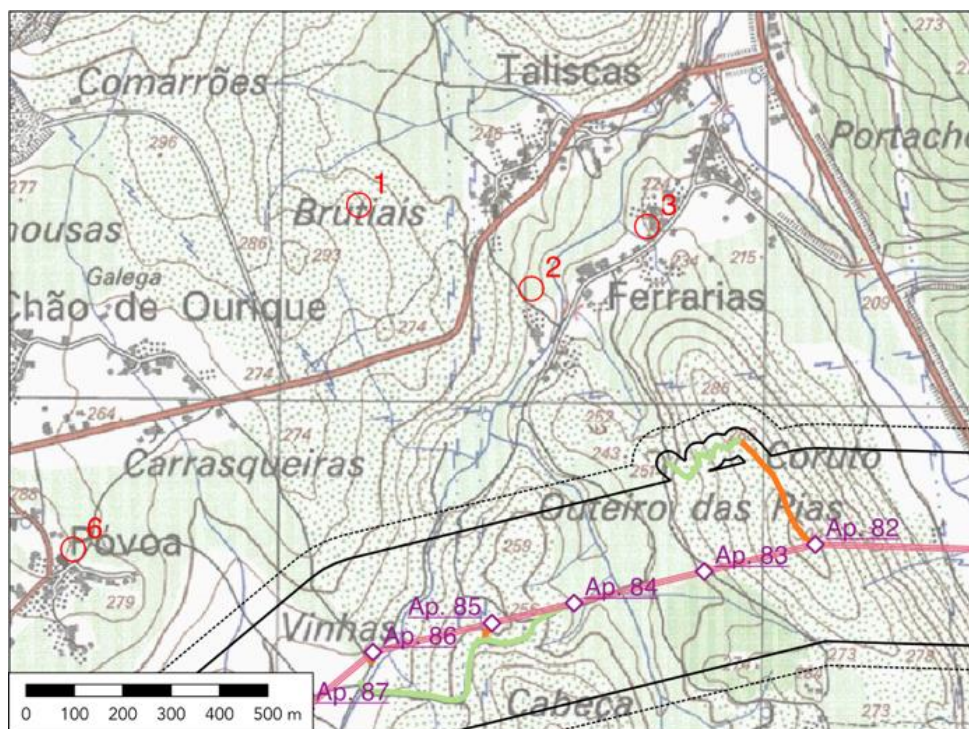 273
Comarrões
Taliscas
296
246
Portache
277
1
Brutiais
224
3
nousas
286
293
234
215
Galega
2
Chão de Ourique
Ferrarias
209
274
274
286
264
252
274
243
Carrasqueiras
Coruto
288
Outeiro das Pias
6
Póvoa
259
Ap. 82
Ap. 83
279
Ap. 84
Ap. 85
Vinhas
Ap. 86
273
278
Ap. 87
Cabeça
273
0 100 200 300 400 500 m